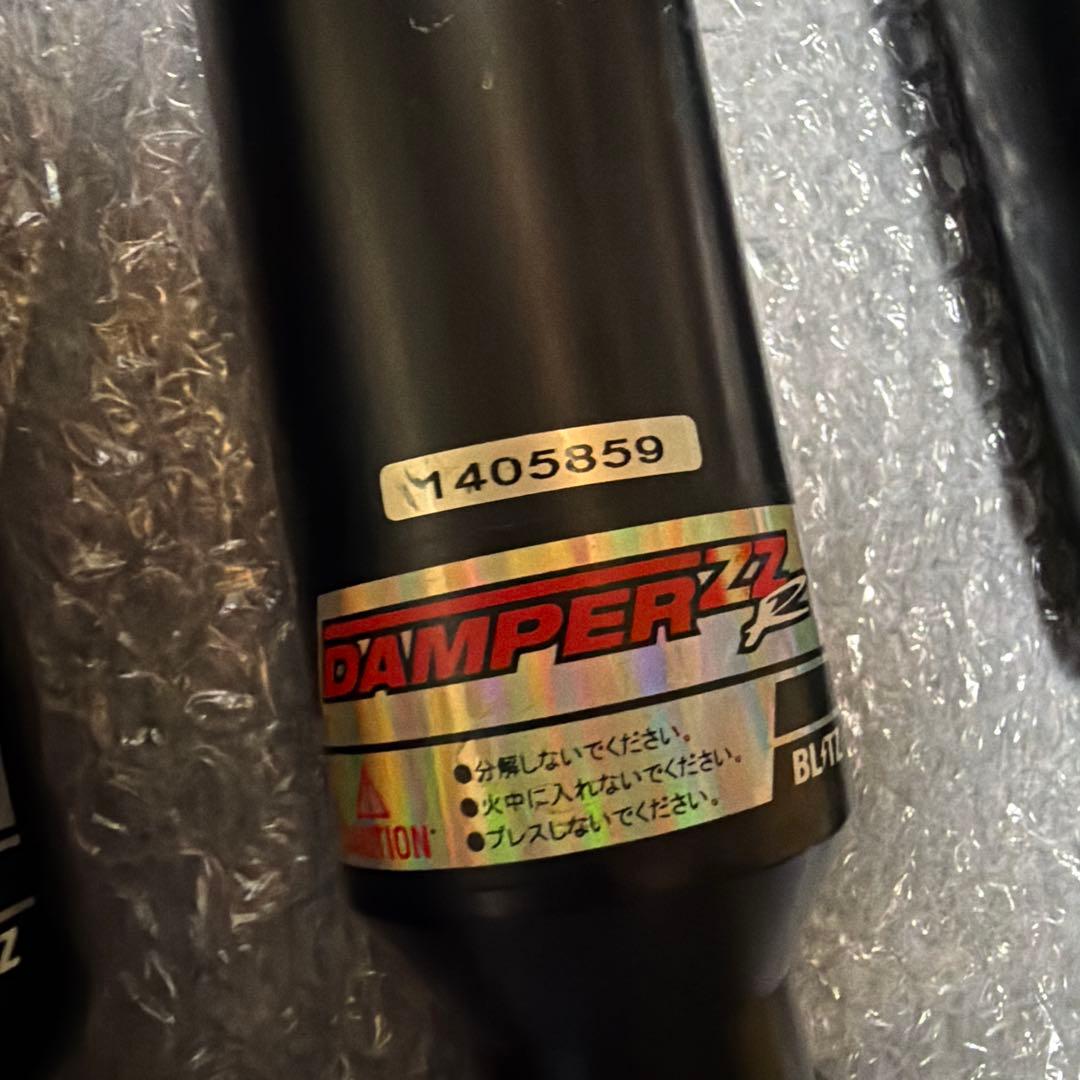 1405859
DAMPER ZZ R
●分解しないでください。
●火中に入れないでください。
●プレスしないでください。
CAUTION
BLITZ
Z